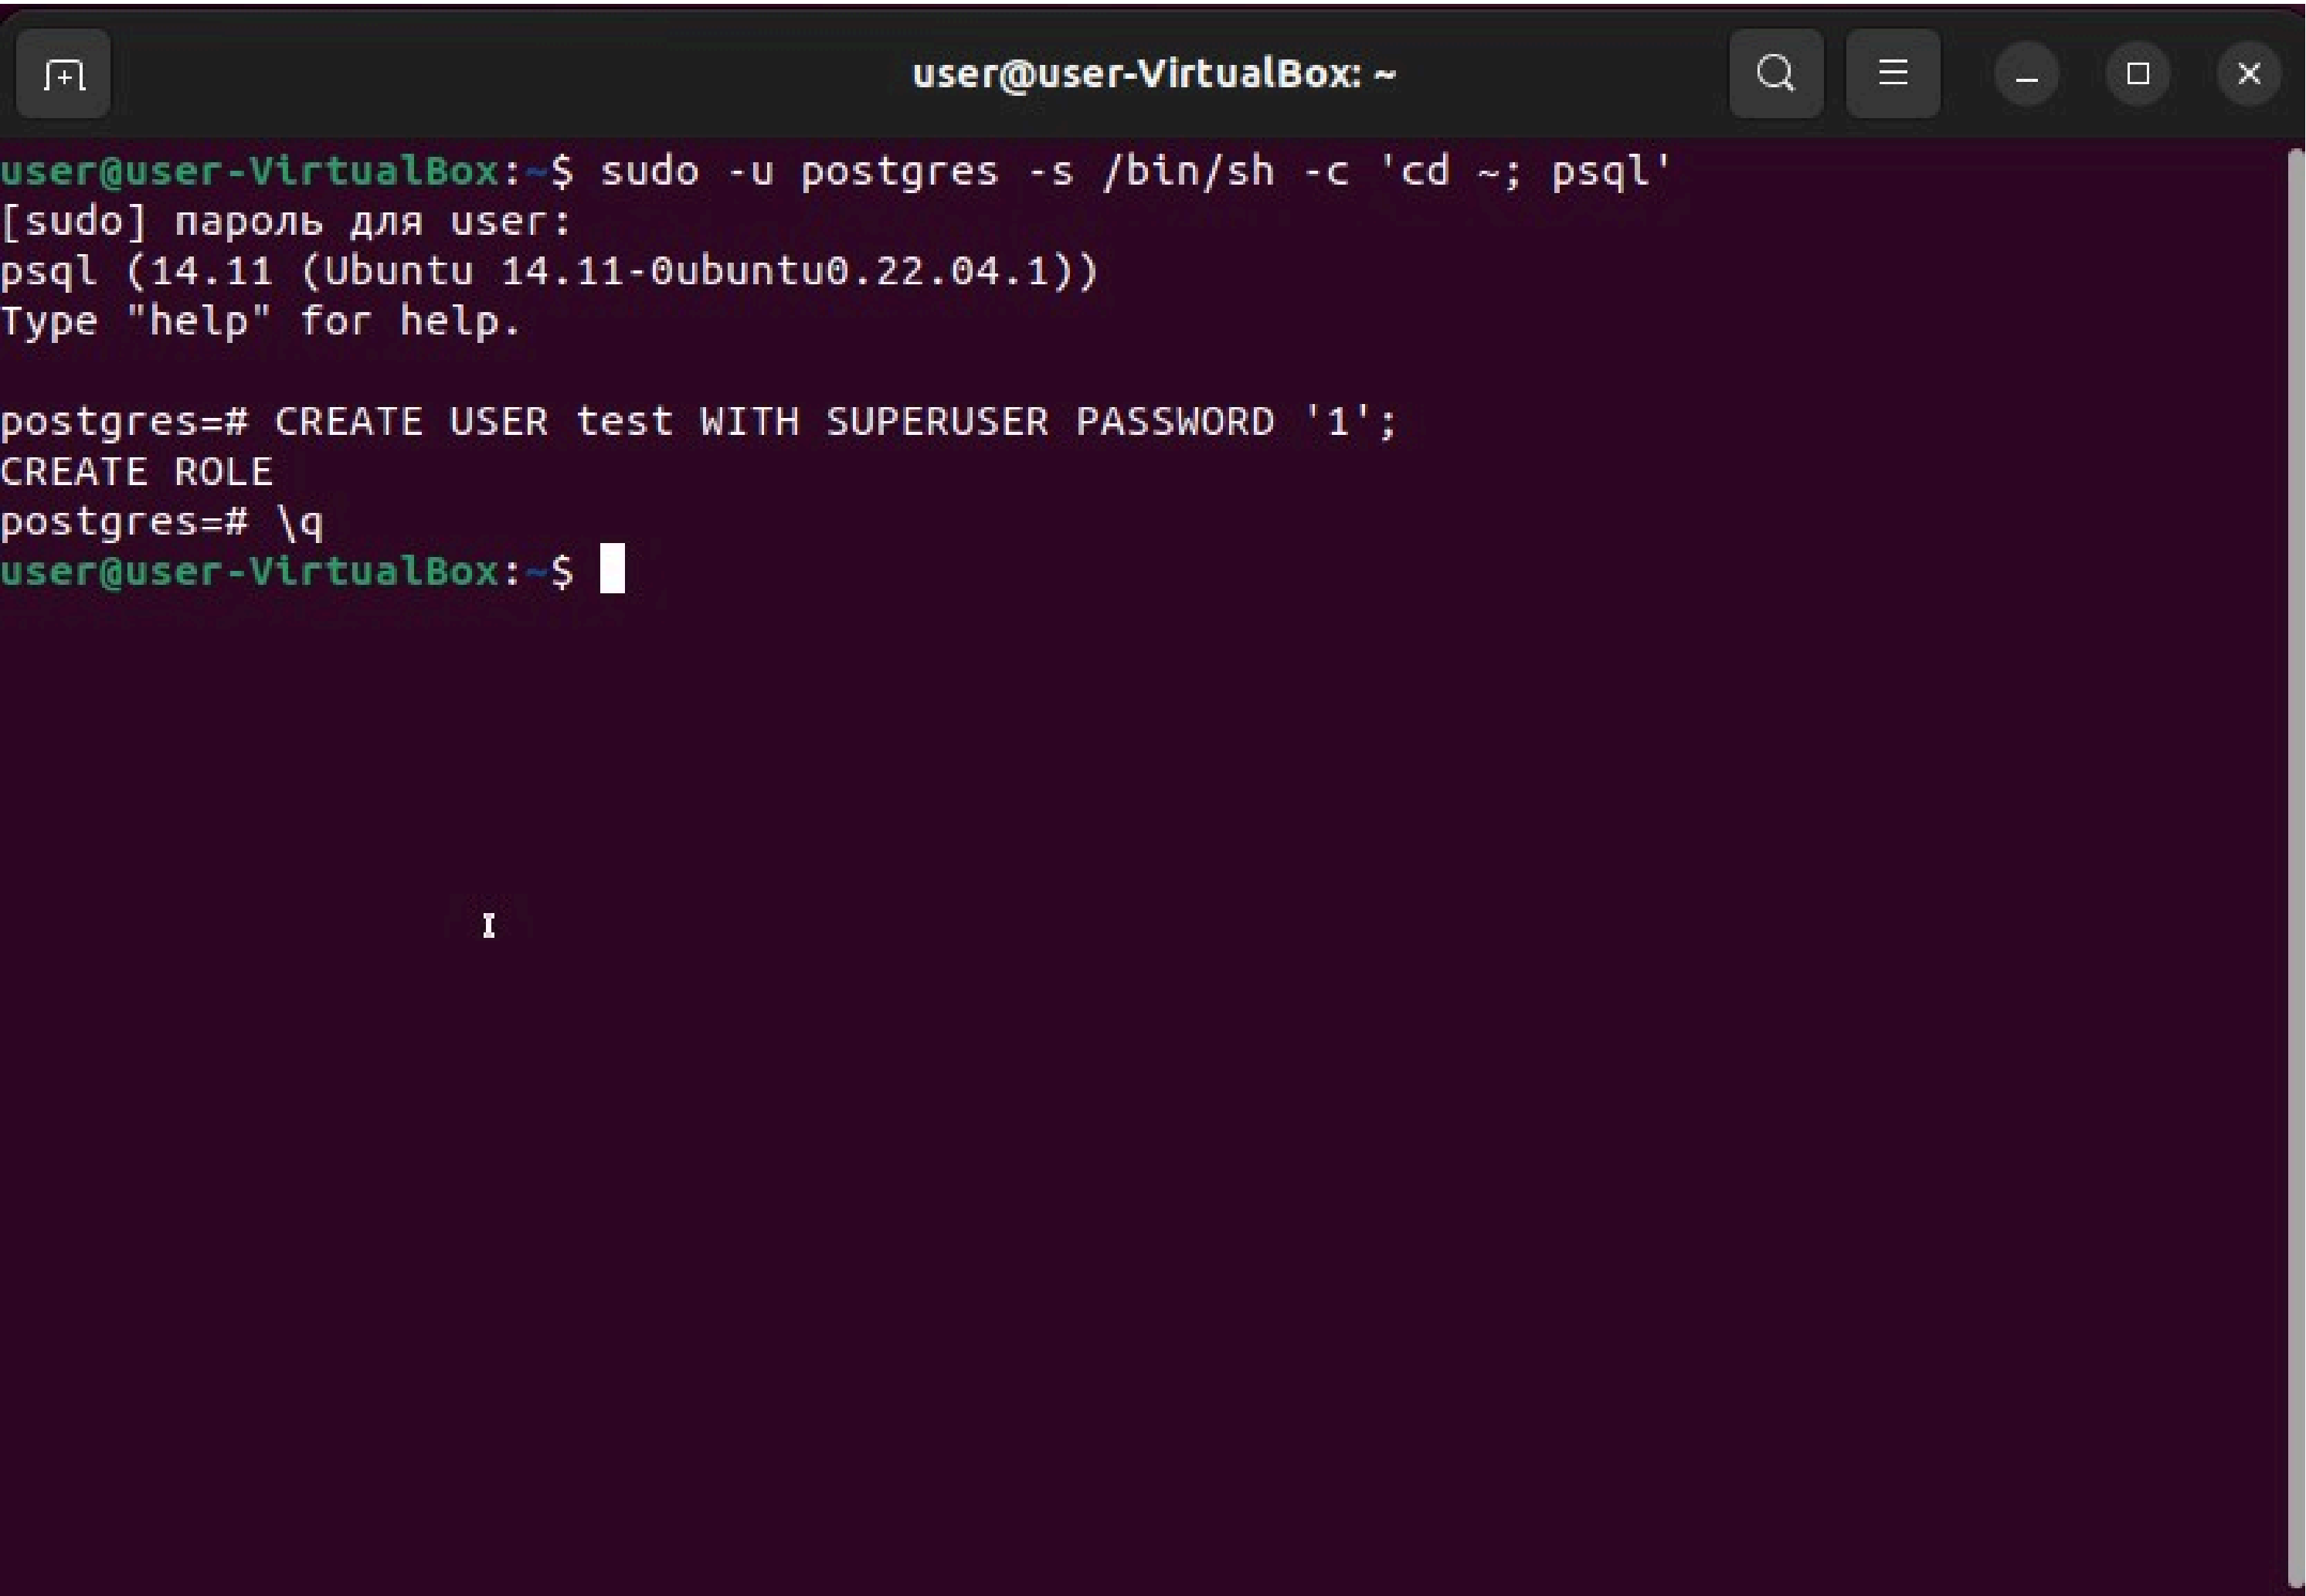 user@user-VirtualBox: ~
user@user-VirtualBox:~$ sudo -u postgres -s /bin/sh -c 'cd ~; psql'
[sudo] пароль для user:
psql (14.11 (Ubuntu 14.11-0ubuntu0.22.04.1))
Type "help" for help.
postgres=# CREATE USER test WITH SUPERUSER PASSWORD '1';
CREATE ROLE
postgres=# \q
user@user-VirtualBox:~$